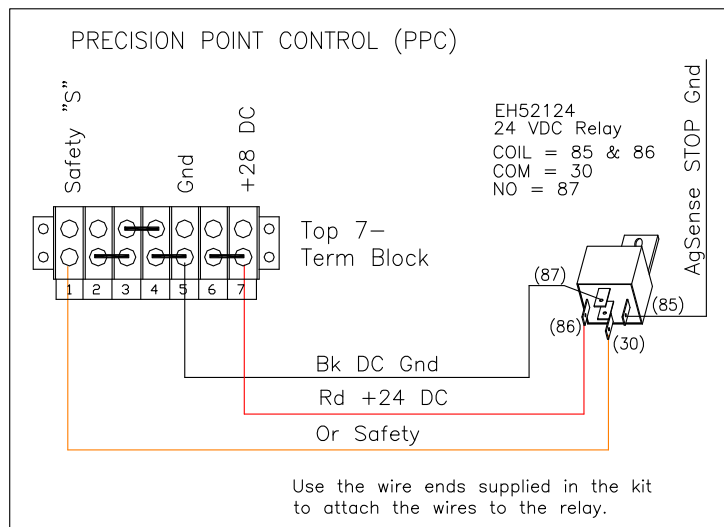 PRECISION POINT CONTROL (PPC)
Safety "S"
Gnd
+28 DC
EH52124
24 VDC Relay
COIL = 85 & 86
COM = 30
NO = 87
AgSense STOP Gnd
Top 7-
Term Block
1 2 3 4 5 6 7
(87)
(86)
(85)
(30)
Bk DC Gnd
Rd +24 DC
Or Safety
Use the wire ends supplied in the kit
to attach the wires to the relay.